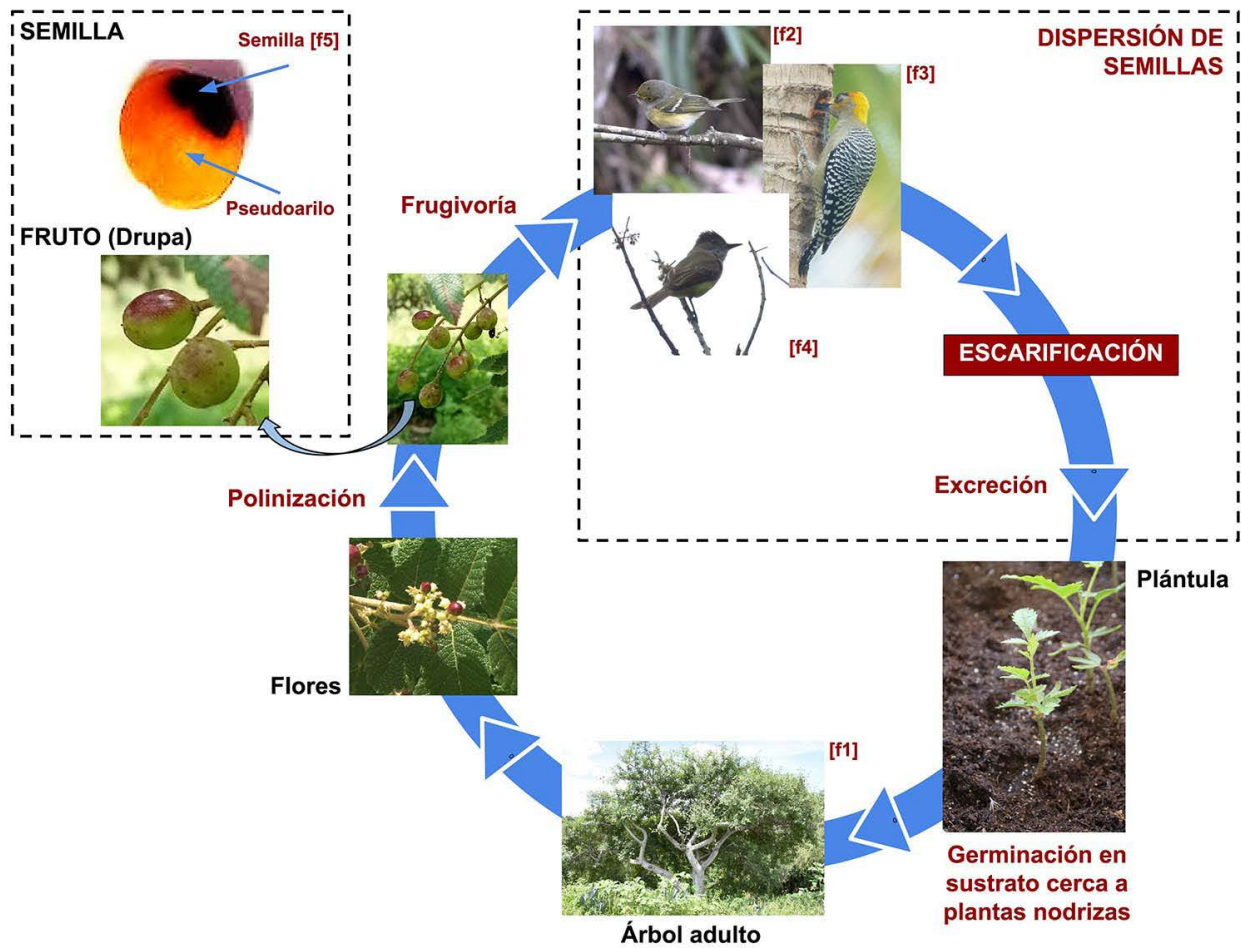 SEMILLA
Semilla [f5]
Pseudoarilo
FRUTO (Drupa)
[f2]
[f3]
DISPERSIÓN DE
SEMILLAS
Frugivoría
[f4]
ESCARIFICACIÓN
Excreción
Polinización
Plántula
Flores
[f1]
Germinación en
sustrato cerca a
plantas nodrizas
Árbol adulto